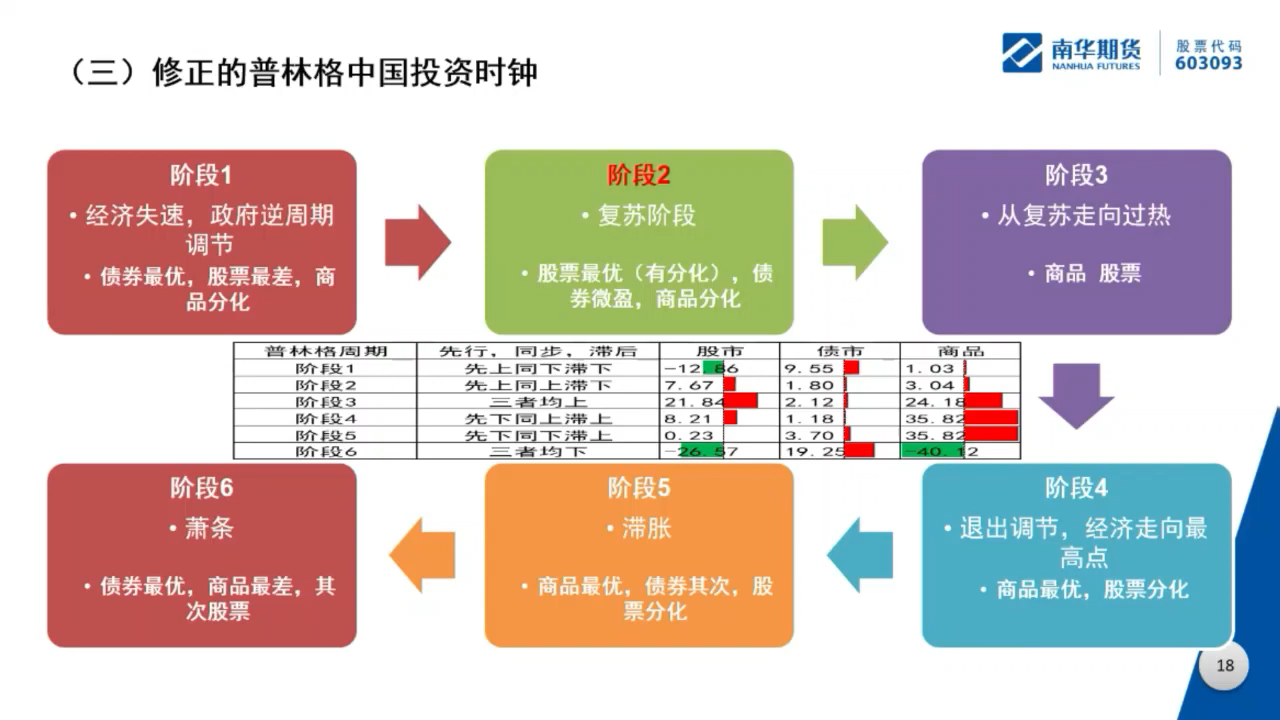 （三）修正的普林格中国投资时钟
南华期货
NANHUA FUTURES
股票代码
603093
阶段1
• 经济失速，政府逆周期
调节
• 债券最优，股票最差，商
品分化
阶段2
• 复苏阶段
• 股票最优（有分化），债
券微盈，商品分化
阶段3
• 从复苏走向过热
• 商品 股票
普林格周期 先行，同步，滞后 股市 债市 商品
阶段1 先上同下滞下 -12.86 9.55 1.03
阶段2 先上同上滞下 7.67 1.80 3.04
阶段3 三者均上 21.84 2.12 24.18
阶段4 先下同上滞上 8.21 1.18 35.82
阶段5 先下同下滞上 0.23 3.70 35.82
阶段6 三者均下 -26.57 19.25 -40.12
阶段6
• 萧条
• 债券最优，商品最差，其
次股票
阶段5
• 滞胀
• 商品最优，债券其次，股
票分化
阶段4
• 退出调节，经济走向最
高点
• 商品最优，股票分化
18